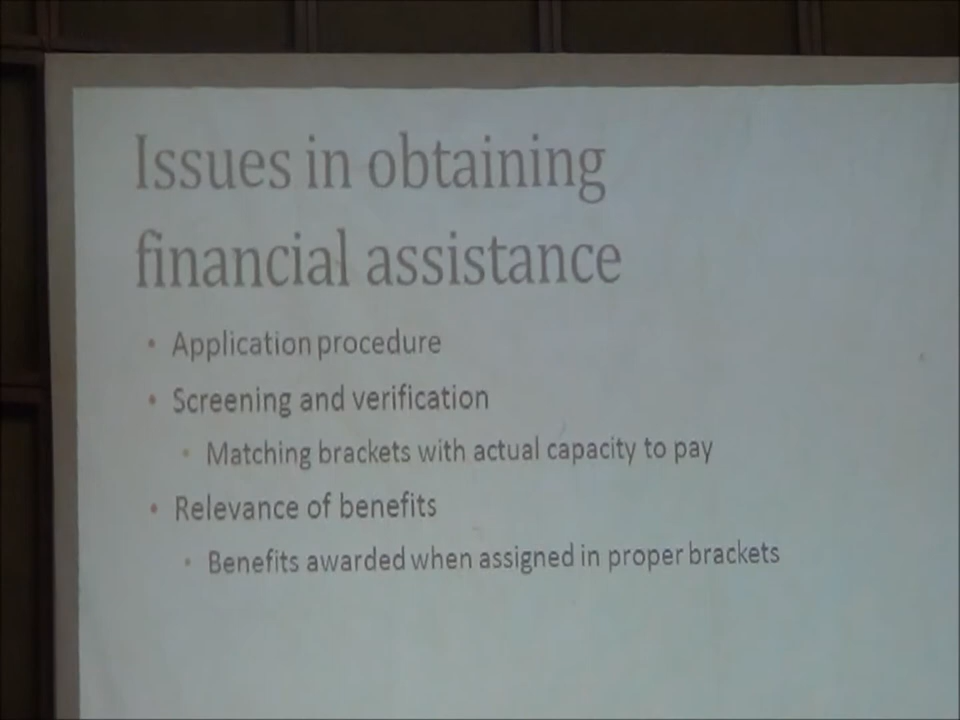 Issues in obtaining
financial assistance
• Application procedure
• Screening and verification
• Matching brackets with actual capacity to pay
• Relevance of benefits
• Benefits awarded when assigned in proper brackets